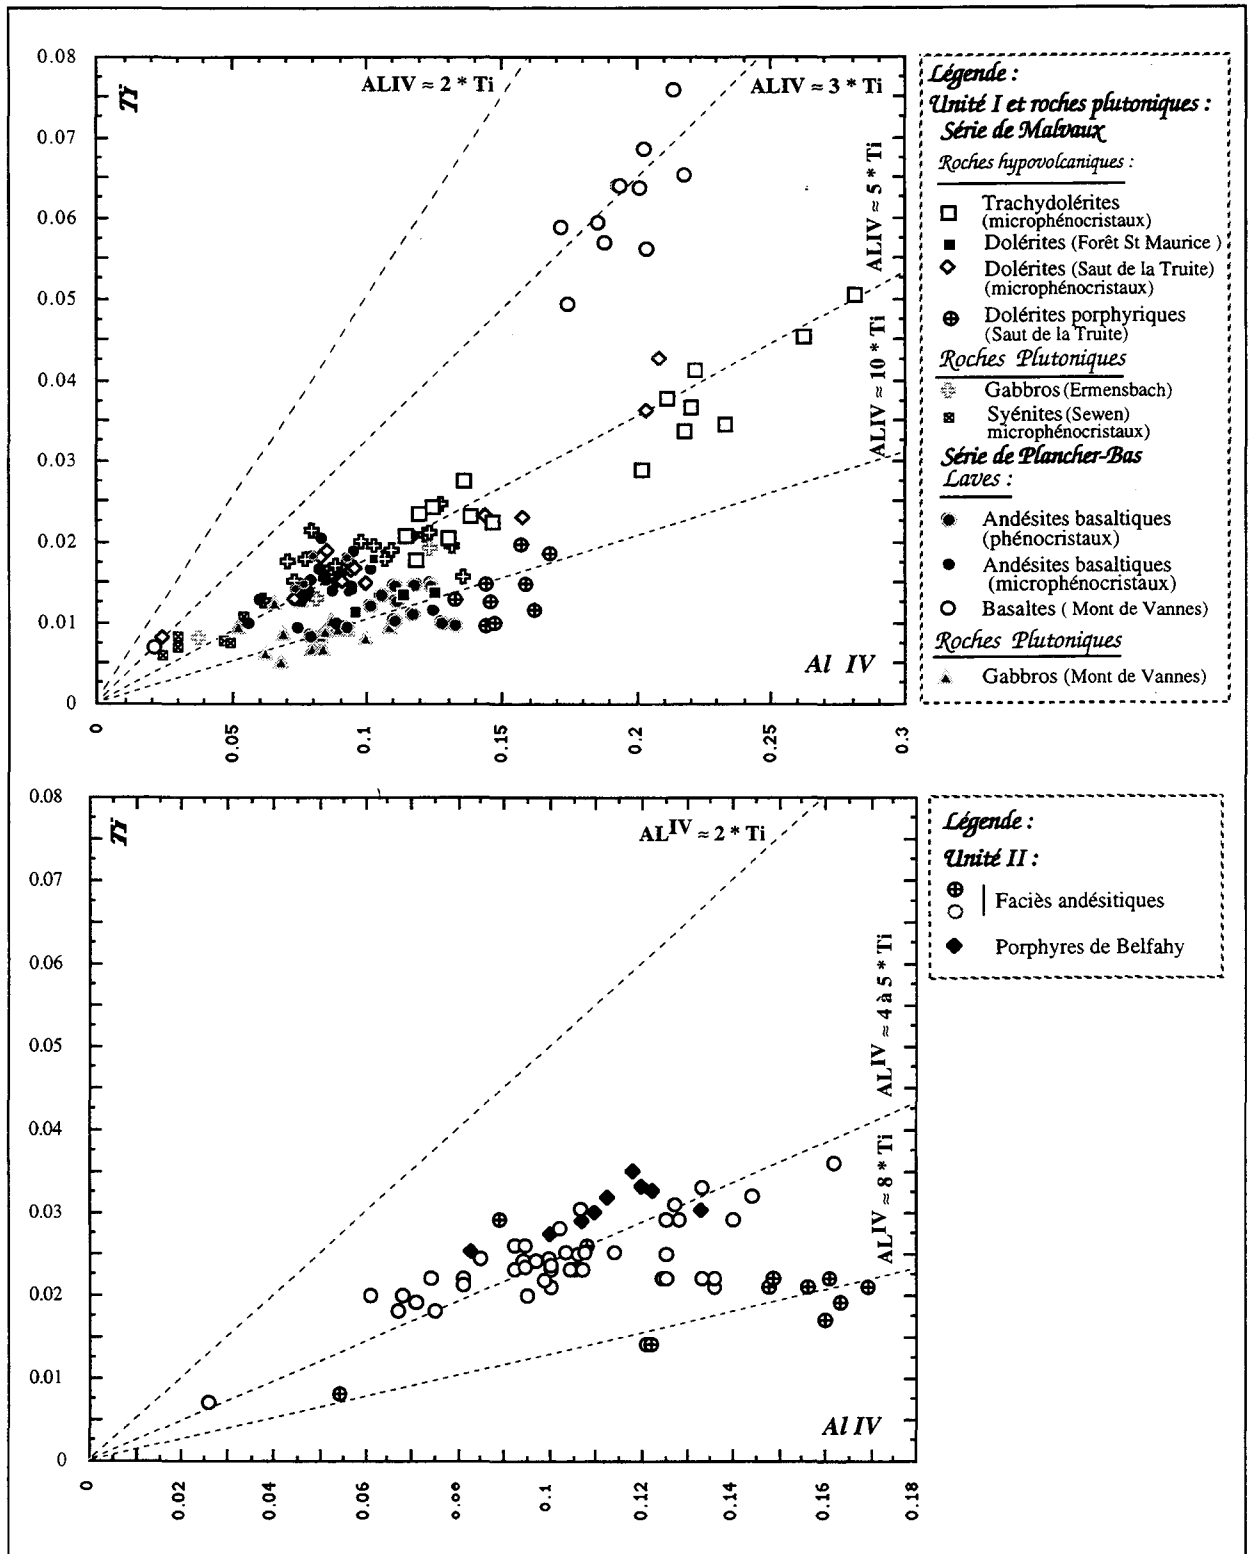 0.08
0.07
0.06
0.05
0.04
0.03
0.02
0.01
0
Ti
ALIV ≈ 2 * Ti
ALIV ≈ 3 * Ti
ALIV ≈ 5 * Ti
ALIV ≈ 10 * Ti
Al IV
0
0.05
0.1
0.15
0.2
0.25
0.3
Légende :
Unité I et roches plutoniques :
Série de Malvaux
Roches hypovolcaniques :
Trachydolérites
(microphénocristaux)
Dolérites (Forêt St Maurice )
Dolérites (Saut de la Truite)
(microphénocristaux)
Dolérites porphyriques
(Saut de la Truite)
Roches Plutoniques
Gabbros (Ermensbach)
Syénites (Sewen)
microphénocristaux)
Série de Plancher-Bas
Laves :
Andésites basaltiques
(phénocristaux)
Andésites basaltiques
(microphénocristaux)
Basaltes ( Mont de Vannes)
Roches Plutoniques
Gabbros (Mont de Vannes)
0.08
0.07
0.06
0.05
0.04
0.03
0.02
0.01
0
Ti
AL^IV ≈ 2 * Ti
AL^IV ≈ 4 à 5 * Ti
AL^IV ≈ 8 * Ti
Al IV
0
0.02
0.04
0.06
0.08
0.1
0.12
0.14
0.16
0.18
Légende :
Unité II :
Faciès andésitiques
Porphyres de Belfahy